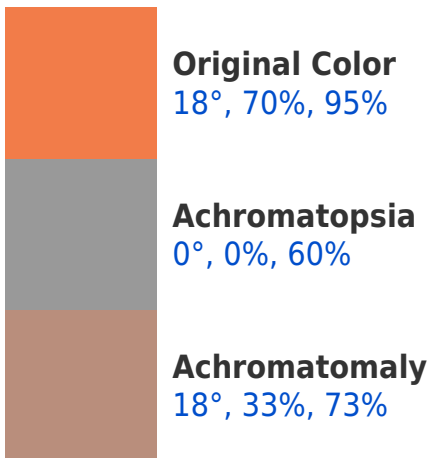 Original Color
18°, 70%, 95%
Achromatopsia
0°, 0%, 60%
Achromatomaly
18°, 33%, 73%